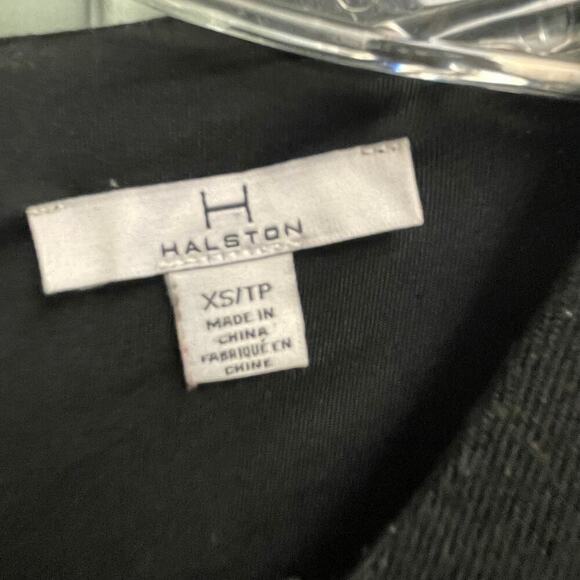 H
HALSTON
XS/TP
MADE IN
CHINA
FABRIQUÉ EN
CHINE